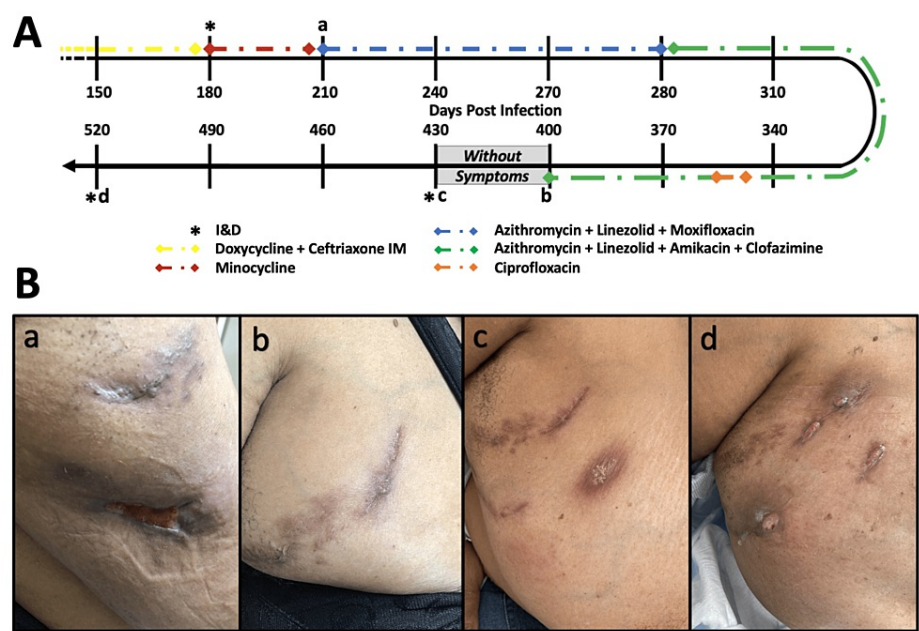 A
* a
150 180 210 240 270 280 310
Days Post Infection
520 490 460 430 400 370 340
Without
Symptoms
*d *c b
* I&D
Doxycycline + Ceftriaxone IM
Minocycline
Azithromycin + Linezolid + Moxifloxacin
Azithromycin + Linezolid + Amikacin + Clofazimine
Ciprofloxacin
B
a b c d